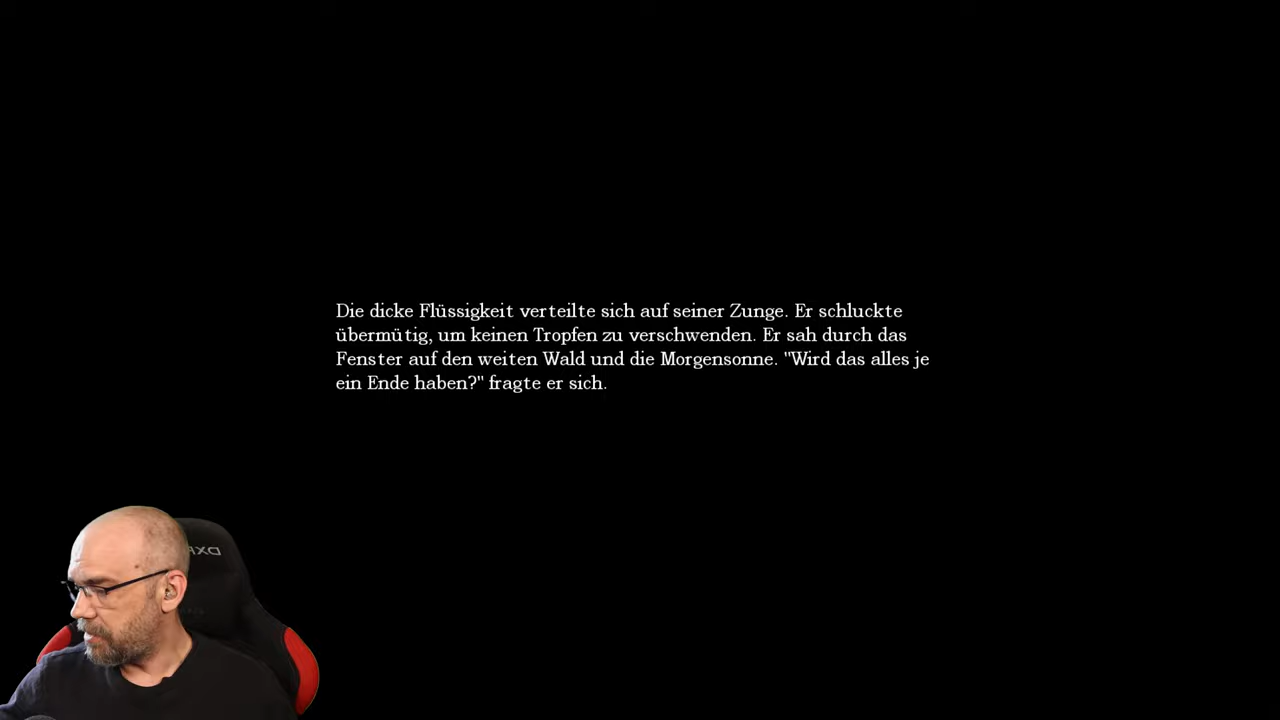 Die dicke Flüssigkeit verteilte sich auf seiner Zunge. Er schluckte
übermütig, um keinen Tropfen zu verschwenden. Er sah durch das
Fenster auf den weiten Wald und die Morgensonne. "Wird das alles je
ein Ende haben?" fragte er sich.